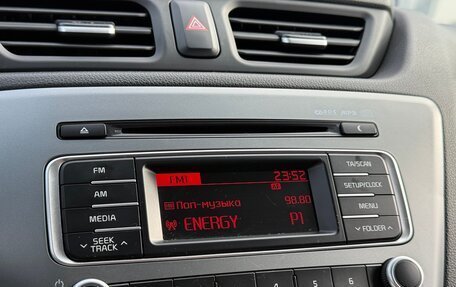 FM1 23:52
Поп-музыка 98.80
ENERGY P1
FM
AM
MEDIA
SEEK
TRACK
TA/SCAN
SETUP/CLOCK
MENU
FOLDER